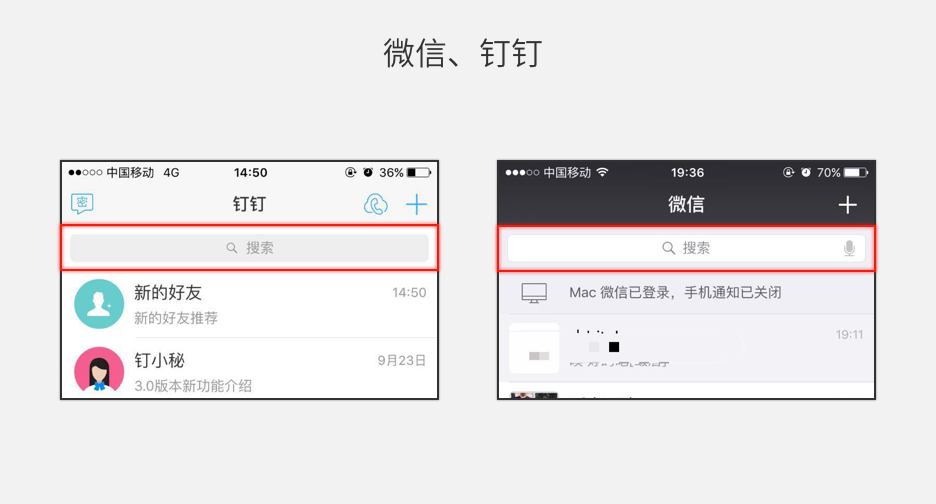 微信、钉钉
中国移动 4G 14:50 36%
密 钉钉
搜索
新的好友 14:50
新的好友推荐
钉小秘 9月23日
3.0版本新功能介绍
中国移动 19:36 70%
微信
搜索
Mac 微信已登录，手机通知已关闭
19:11